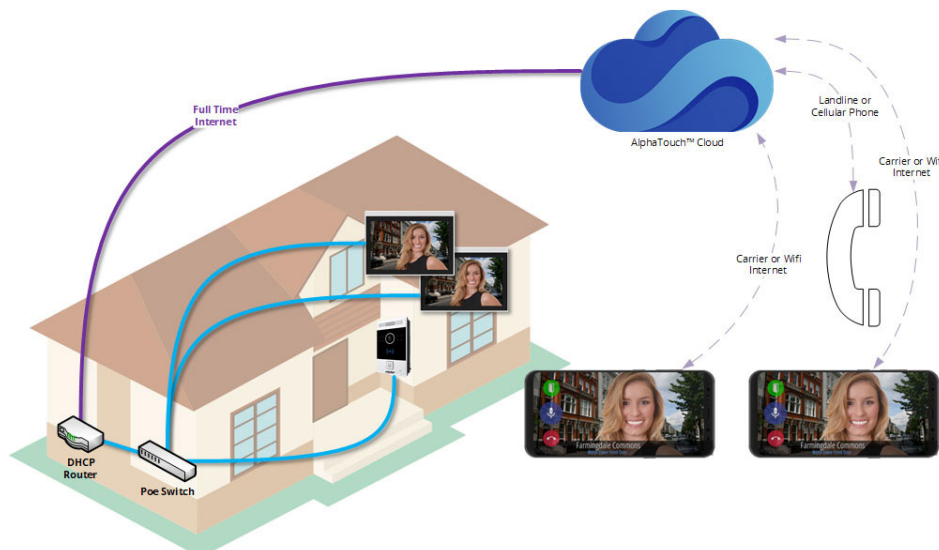 Full Time
Internet
AlphaTouch™ Cloud
Landline or
Cellular Phone
Carrier or Wifi
Internet
Carrier or Wifi
Internet
DHCP
Router
Poe Switch
Farmingdale Commons
Farmingdale Commons